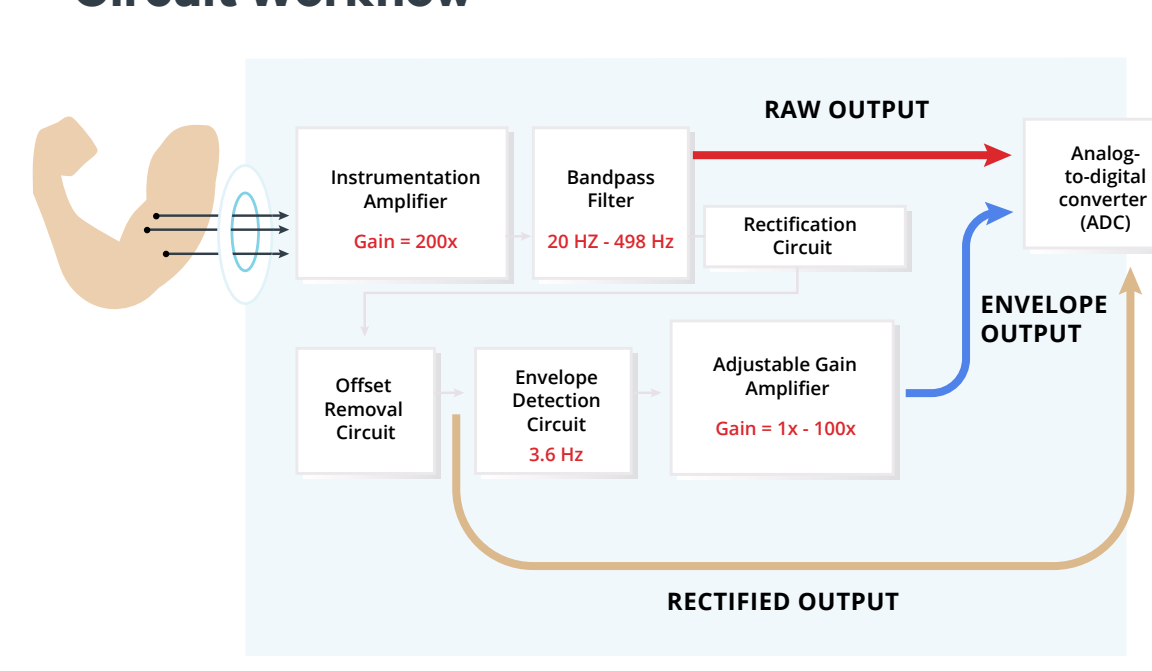 Circuit Workflow
RAW OUTPUT
Instrumentation
Amplifier
Gain = 200x
Bandpass
Filter
20 HZ - 498 Hz
Rectification
Circuit
Analog-
to-digital
converter
(ADC)
ENVELOPE
OUTPUT
Offset
Removal
Circuit
Envelope
Detection
Circuit
3.6 Hz
Adjustable Gain
Amplifier
Gain = 1x - 100x
RECTIFIED OUTPUT